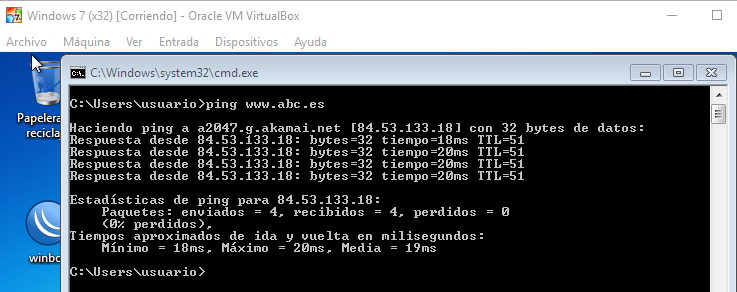 Windows 7 (x32) [Corriendo] - Oracle VM VirtualBox
Archivo Máquina Ver Entrada Dispositivos Ayuda
C:\Windows\system32\cmd.exe
Papelera
recicla
winbo
C:\Users\usuario>ping www.abc.es
Haciendo ping a a2047.g.akamai.net [84.53.133.18] con 32 bytes de datos:
Respuesta desde 84.53.133.18: bytes=32 tiempo=18ms TTL=51
Respuesta desde 84.53.133.18: bytes=32 tiempo=20ms TTL=51
Respuesta desde 84.53.133.18: bytes=32 tiempo=20ms TTL=51
Respuesta desde 84.53.133.18: bytes=32 tiempo=20ms TTL=51
Estadísticas de ping para 84.53.133.18:
Paquetes: enviados = 4, recibidos = 4, perdidos = 0
(0% perdidos),
Tiempos aproximados de ida y vuelta en milisegundos:
Mínimo = 18ms, Máximo = 20ms, Media = 19ms
C:\Users\usuario>